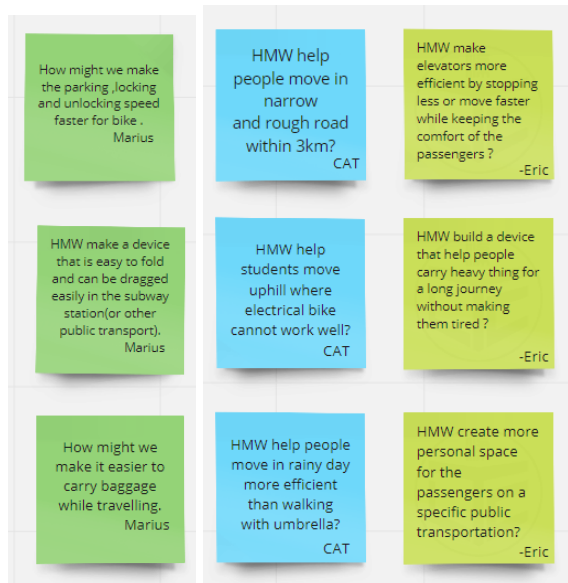 How might we make
the parking ,locking
and unlocking speed
faster for bike .
Marius
HMW make a device
that is easy to fold
and can be dragged
easily in the subway
station(or other
public transport).
Marius
How might we
make it easier to
carry baggage
while travelling.
Marius
HMW help
people move in
narrow
and rough road
within 3km?
CAT
HMW help
students move
uphill where
electrical bike
cannot work well?
CAT
HMW help people
move in rainy day
more efficient
than walking
with umbrella?
CAT
HMW make
elevators more
efficient by stopping
less or move faster
while keeping the
comfort of the
passengers ?
-Eric
HMW build a device
that help people
carry heavy thing for
a long journey
without making
them tired ?
-Eric
HMW create more
personal space
for the
passengers on a
specific public
transportation?
-Eric